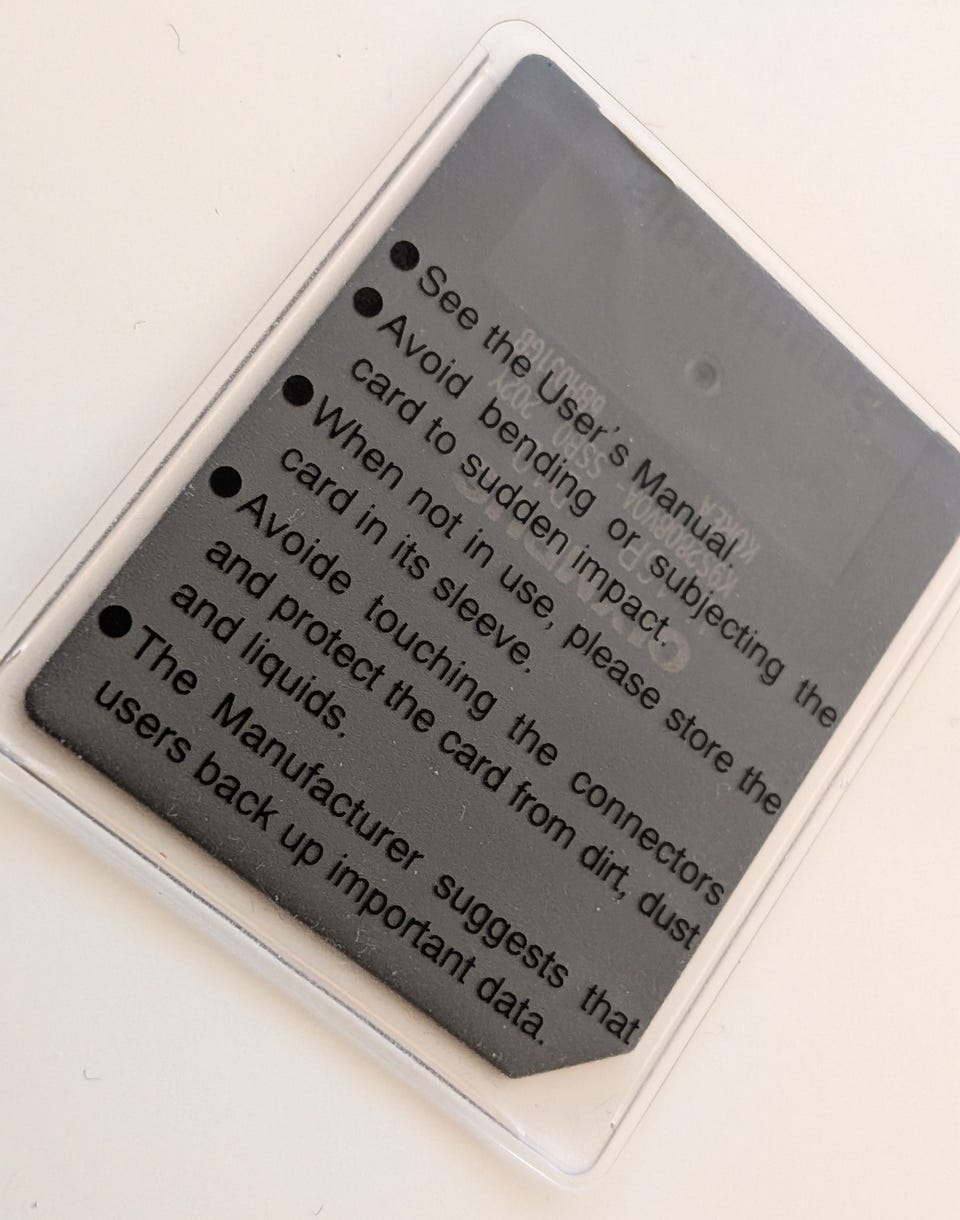 ●See the User's Manual.
●Avoid bending or subjecting the
card to sudden impact.
●When not in use, please store the
card in its sleeve.
●Avoide touching the connectors
and protect the card from dirt, dust
and liquids.
●The Manufacturer suggests that
users back up important data.
KOREA